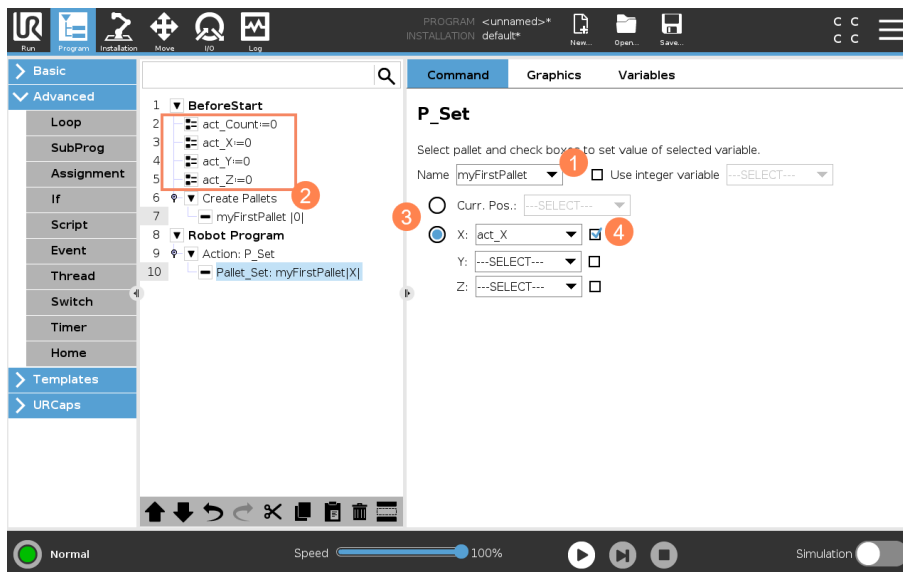 PROGRAM <unnamed>*
INSTALLATION default*
Run Program Installation Move I/O Log New... Open... Save...
C C
C C
Basic
Advanced
Loop
SubProg
Assignment
If
Script
Event
Thread
Switch
Timer
Home
Templates
URCaps
1 BeforeStart
2 act_Count:=0
3 act_X:=0
4 act_Y:=0
5 act_Z:=0
2
6 Create Pallets
7 myFirstPallet |0|
8 Robot Program
9 Action: P_Set
10 Pallet_Set: myFirstPallet|X|
Command Graphics Variables
P_Set
Select pallet and check boxes to set value of selected variable.
1
Name myFirstPallet Use integer variable ---SELECT---
3
Curr. Pos.: ---SELECT---
X: act_X 4
Y: ---SELECT---
Z: ---SELECT---
Normal Speed 100% Simulation